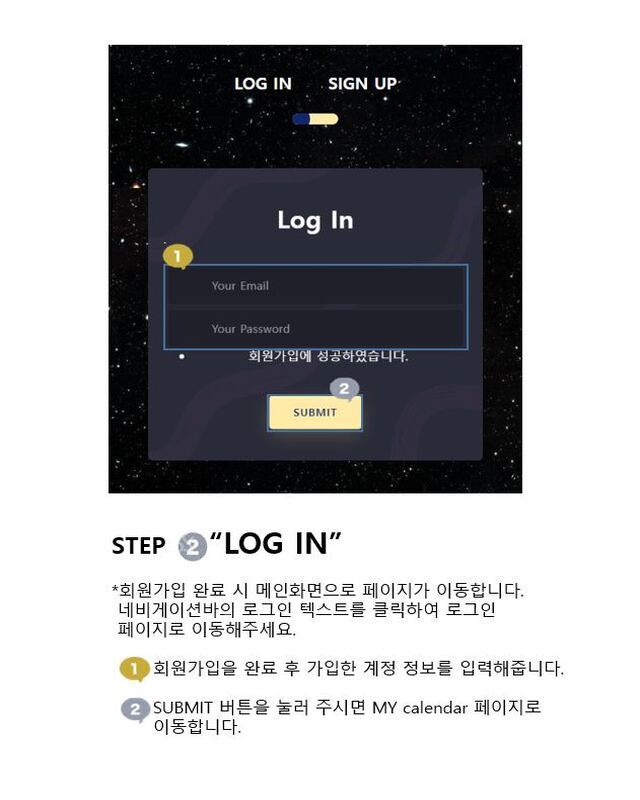 LOG IN SIGN UP
Log In
1
Your Email
Your Password
회원가입에 성공하였습니다.
2
SUBMIT
STEP 2 “LOG IN”
*회원가입 완료 시 메인화면으로 페이지가 이동합니다.
네비게이션바의 로그인 텍스트를 클릭하여 로그인
페이지로 이동해주세요.
1 회원가입을 완료 후 가입한 계정 정보를 입력해줍니다.
2 SUBMIT 버튼을 눌러 주시면 MY calendar 페이지로
이동합니다.